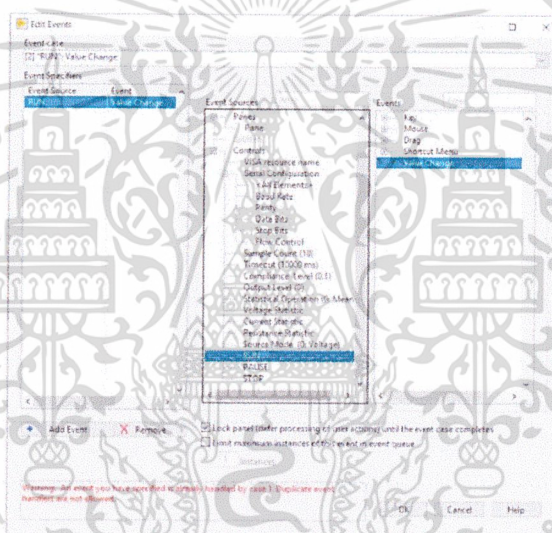 Edit Events
Event case
[2] "RUN": Value Change
Event Specifiers
Event Source Event
RUN Value Change
Event Sources
Panes
Pane
Controls
VISA resource name
Serial Configuration
<All Elements>
Baud Rate
Parity
Data Bits
Stop Bits
Flow Control
Sample Count (10)
Timeout (10000 ms)
Compliance Level (0.1)
Output Level (0)
Statistical Operation (0: Mean
Voltage Statistic
Current Statistic
Resistance Statistic
Source Mode (0: Voltage)
RUN
PAUSE
STOP
Events
Key
Mouse
Drag
Shortcut Menu
Value Change
Add Event
Remove
Lock panel (defer processing of user actions) until the event case completes
Limit maximum instances of this event in event queue
Instances
Warning: An event you have specified is already handled by case 1. Duplicate event
handlers are not allowed.
OK Cancel Help